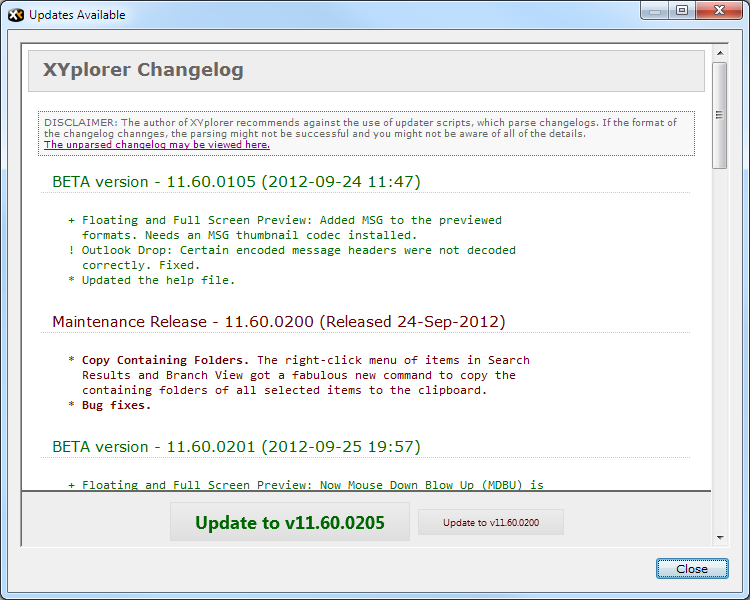 Updates Available
XYplorer Changelog
DISCLAIMER: The author of XYplorer recommends against the use of updater scripts, which parse changelogs. If the format of
the changelog channges, the parsing might not be successful and you might not be aware of all of the details.
The unparsed changelog may be viewed here.
BETA version - 11.60.0105 (2012-09-24 11:47)
+ Floating and Full Screen Preview: Added MSG to the previewed
formats. Needs an MSG thumbnail codec installed.
! Outlook Drop: Certain encoded message headers were not decoded
correctly. Fixed.
* Updated the help file.
Maintenance Release - 11.60.0200 (Released 24-Sep-2012)
* Copy Containing Folders. The right-click menu of items in Search
Results and Branch View got a fabulous new command to copy the
containing folders of all selected items to the clipboard.
* Bug fixes.
BETA version - 11.60.0201 (2012-09-25 19:57)
+ Floating and Full Screen Preview: Now Mouse Down Blow Up (MDBU) is
Update to v11.60.0205
Update to v11.60.0200
Close